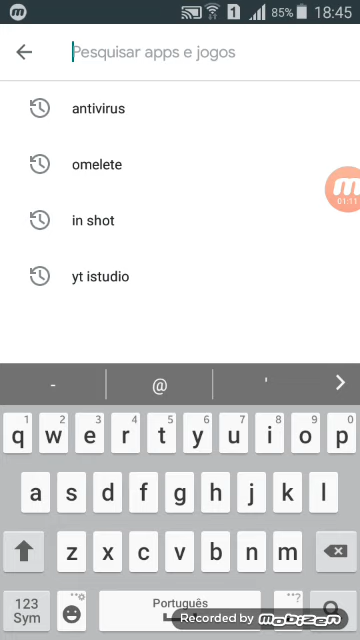 85% 18:45
Pesquisar apps e jogos
antivirus
omelete
in shot
yt istudio
01:11
- @ '
1 2 3 4 5 6 7 8 9 0
q w e r t y u i o p
a s d f g h j k l
z x c v b n m
123
Sym
Português
Recorded by mobizen